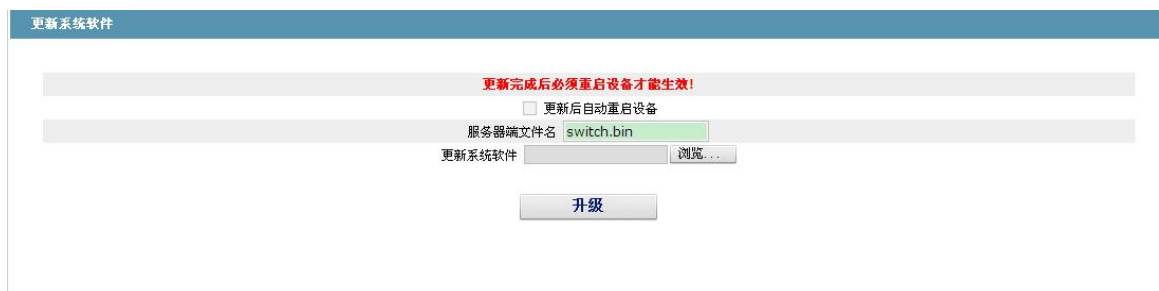 更新系统软件
更新完成后必须重启设备才能生效!
更新后自动重启设备
服务器端文件名 switch.bin
更新系统软件 浏览...
升级